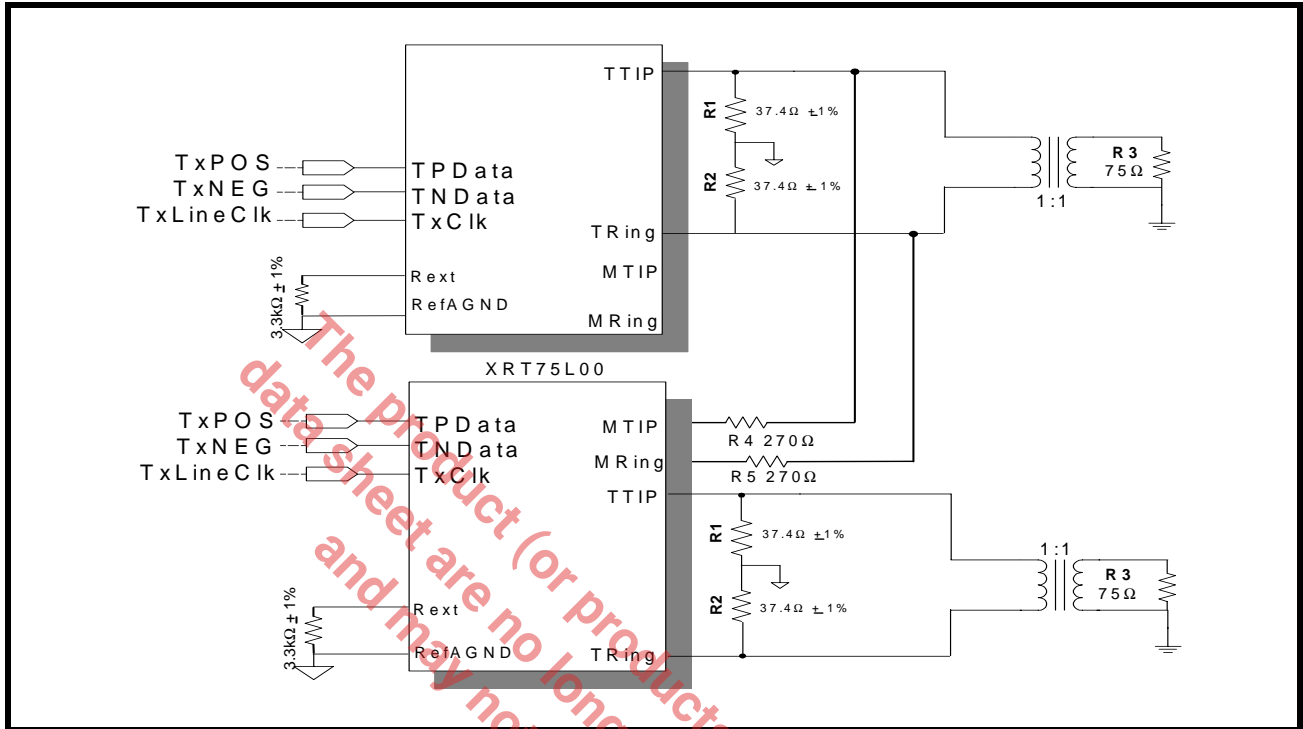 TTIP
R1
37.4Ω ±1%
TxPOS
TPData
TxNEG
TNData
TxLineClk
TxClk
R2
37.4Ω ±1%
R3
75Ω
1:1
TRing
MTIP
MRing
3.3kΩ ± 1%
Rext
RefAGND
XRT75L00
TxPOS
TPData
TxNEG
TNData
TxLineClk
TxClk
MTIP
R4 270Ω
MRing
R5 270Ω
TTIP
R1
37.4Ω ±1%
R2
37.4Ω ±1%
1:1
R3
75Ω
3.3kΩ ± 1%
Rext
RefAGND
TRing
The product (or products
data sheet are no long
and may not